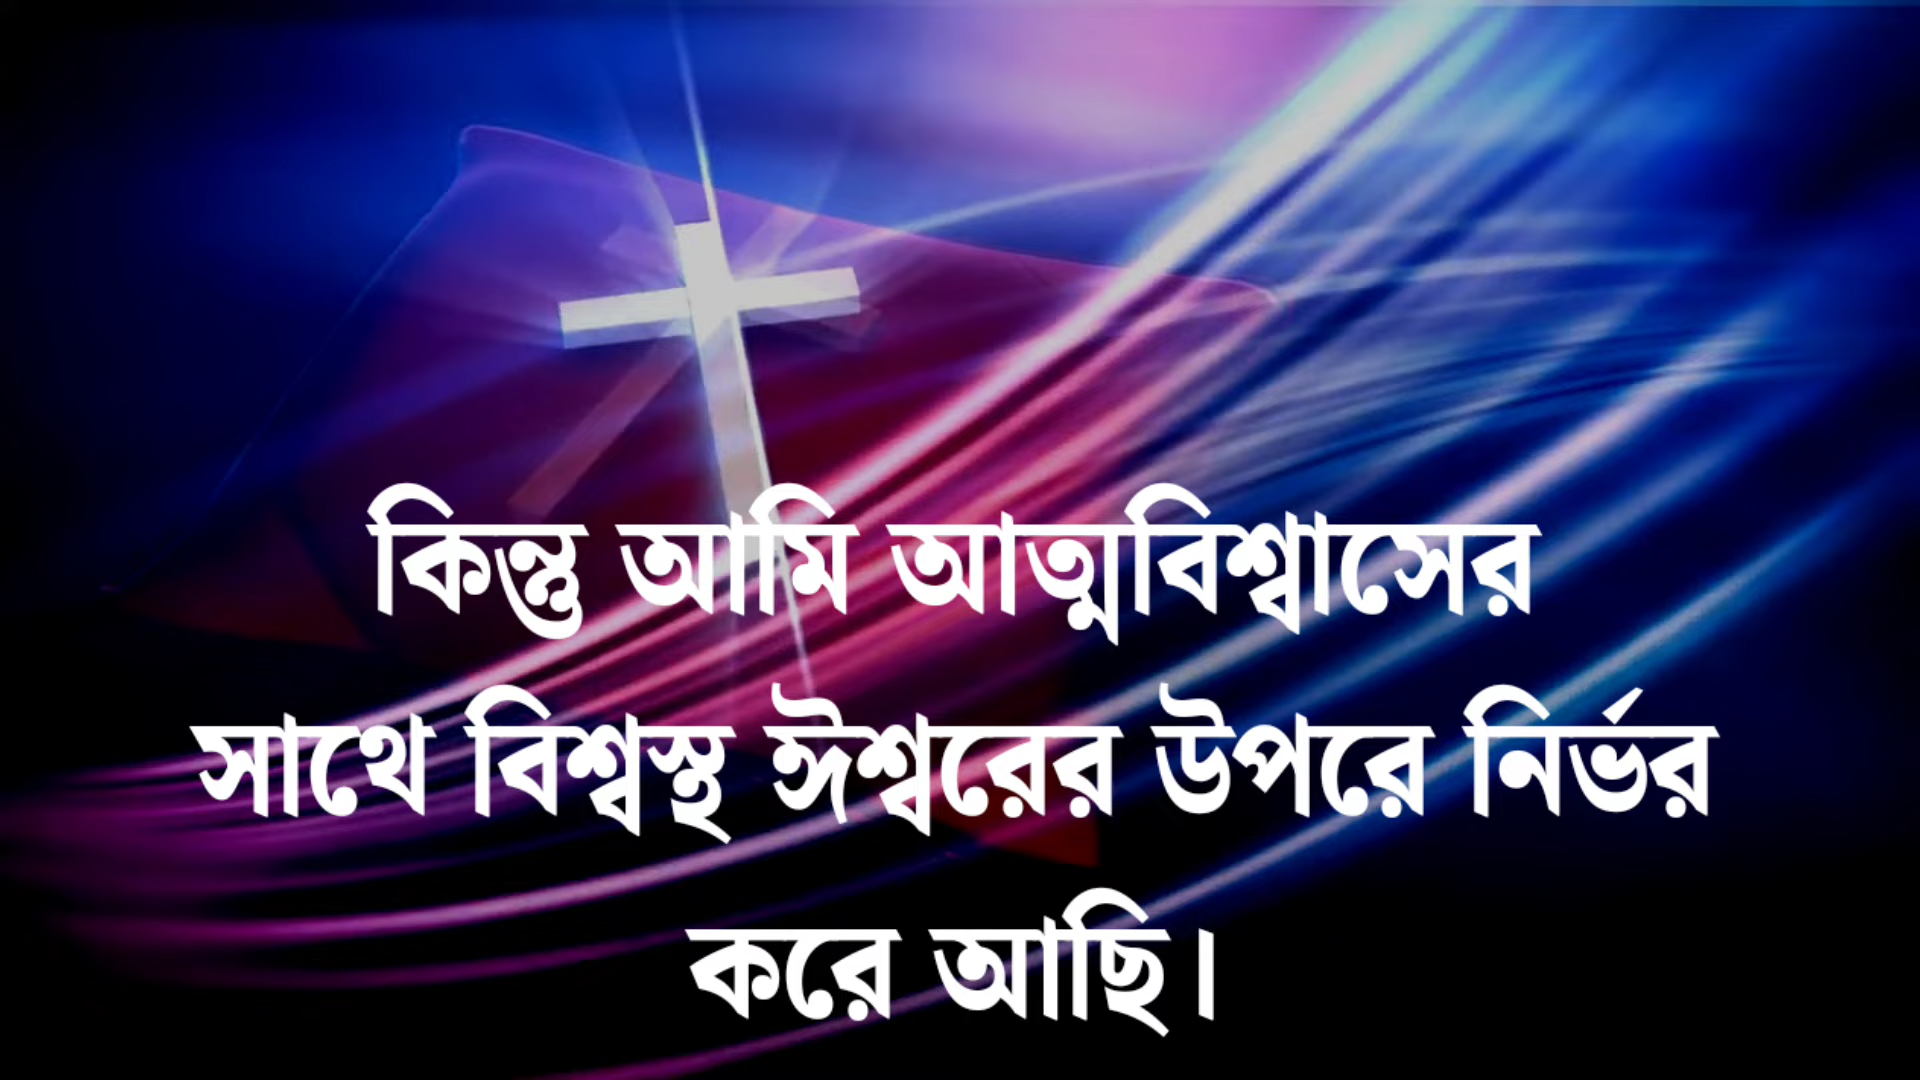 কিন্তু আমি আত্মবিশ্বাসের
সাথে বিশ্বস্থ ঈশ্বরের উপরে নির্ভর
করে আছি।